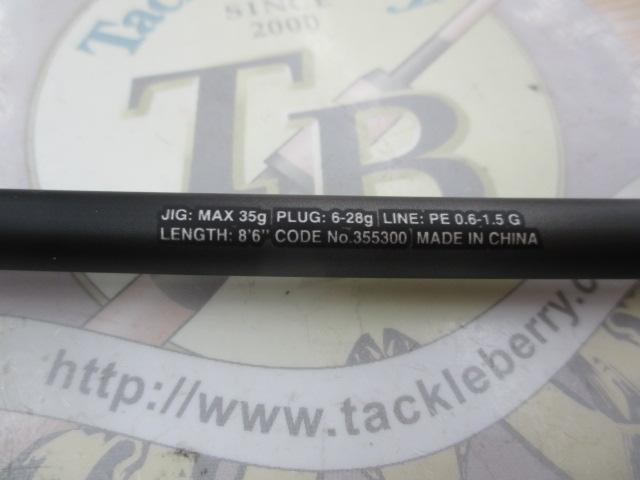 SINCE
2000
TB
JIG: MAX 35g PLUG: 6-28g LINE: PE 0.6-1.5 G
LENGTH: 8'6" CODE No.355300 MADE IN CHINA
http://www.tackleberry.c